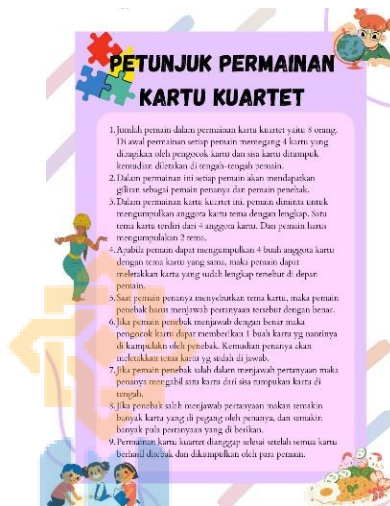 PETUNJUK PERMAINAN
KARTU KUARTET
1. Jumlah pemain dalam permainan kartu kuartet yaitu 8 orang.
Di awal permainan setiap pemain memegang 4 kartu yang
dibagikan oleh pengocok kartu dan sisa kartu ditumpuk
kemudian diletakan di tengah-tengah pemain.
2. Dalam permainan ini setiap pemain akan mendapatkan
giliran sebagai pemain penanya dan pemain penebak.
3. Dalam permainan kartu kuartet ini, pemain diminta untuk
mengumpulkan anggota kartu tema dengan lengkap. Satu
tema kartu terdiri dari 4 anggota kartu. Dan pemain harus
mengumpulakan 2 tema.
4. Apabila pemain dapat mengumpulkan 4 buah anggota kartu
dengan tema kartu yang sama, maka pemain dapat
meletakkan kartu yang sudah lengkap tersebut di depan
pemain.
5. Saat pemain penanya menyebutkan tema kartu, maka pemain
penebak harus menjawab pertanyaan tersebut dengan benar.
6. Jika pemain penebak menjawab dengan benar maka
pengocok kartu dapat memberikan 1 buah kartu yg nantinya
di kumpulakn oleh penebak. Kemudian penanya akan
meletakkan tema kartu yg sudah di jawab.
7. Jika pemain penebak salah dalam menjawab pertanyaan maka
penanya mengabil satu kartu dari sisa tumpukan kartu di
tengah.
8. Jika penebak salah menjawab pertanyaan makan semakin
banyak kartu yang di pegang oleh penanya, dan semakin
banyak pula pertanyaan yang di berikan.
9. Permainan kartu kuartet dianggap selesai setelah semua kartu
berhasil ditebak dan dikumpulkan oleh para pemain.